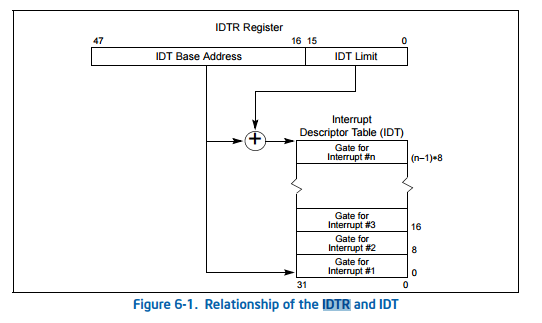 IDTR Register
47 16 15 0
IDT Base Address IDT Limit
+
Interrupt
Descriptor Table (IDT)
Gate for
Interrupt #n
(n–1)∗8
Gate for
Interrupt #3
16
Gate for
Interrupt #2
8
Gate for
Interrupt #1
0
31 0
Figure 6-1. Relationship of the IDTR and IDT